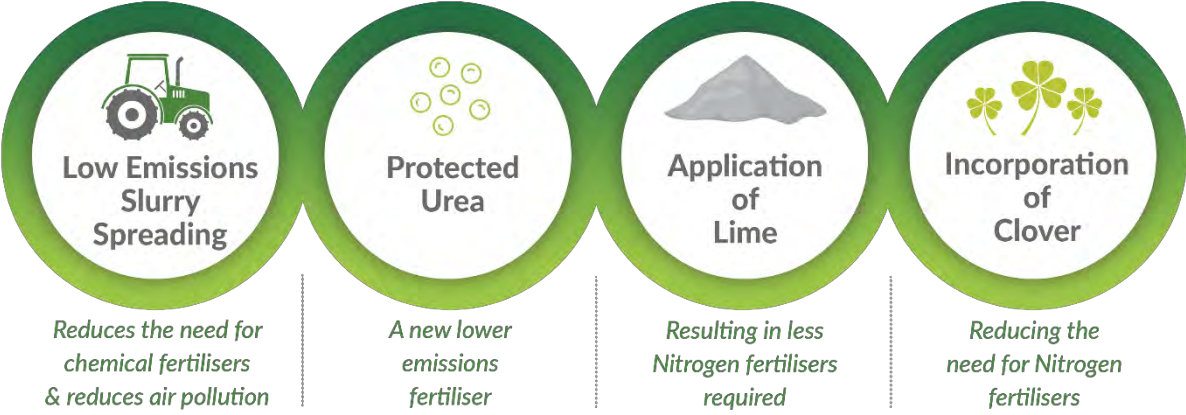 Low Emissions
Slurry
Spreading
Reduces the need for
chemical fertilisers
& reduces air pollution
Protected
Urea
A new lower
emissions
fertiliser
Application
of
Lime
Resulting in less
Nitrogen fertilisers
required
Incorporation
of
Clover
Reducing the
need for Nitrogen
fertilisers